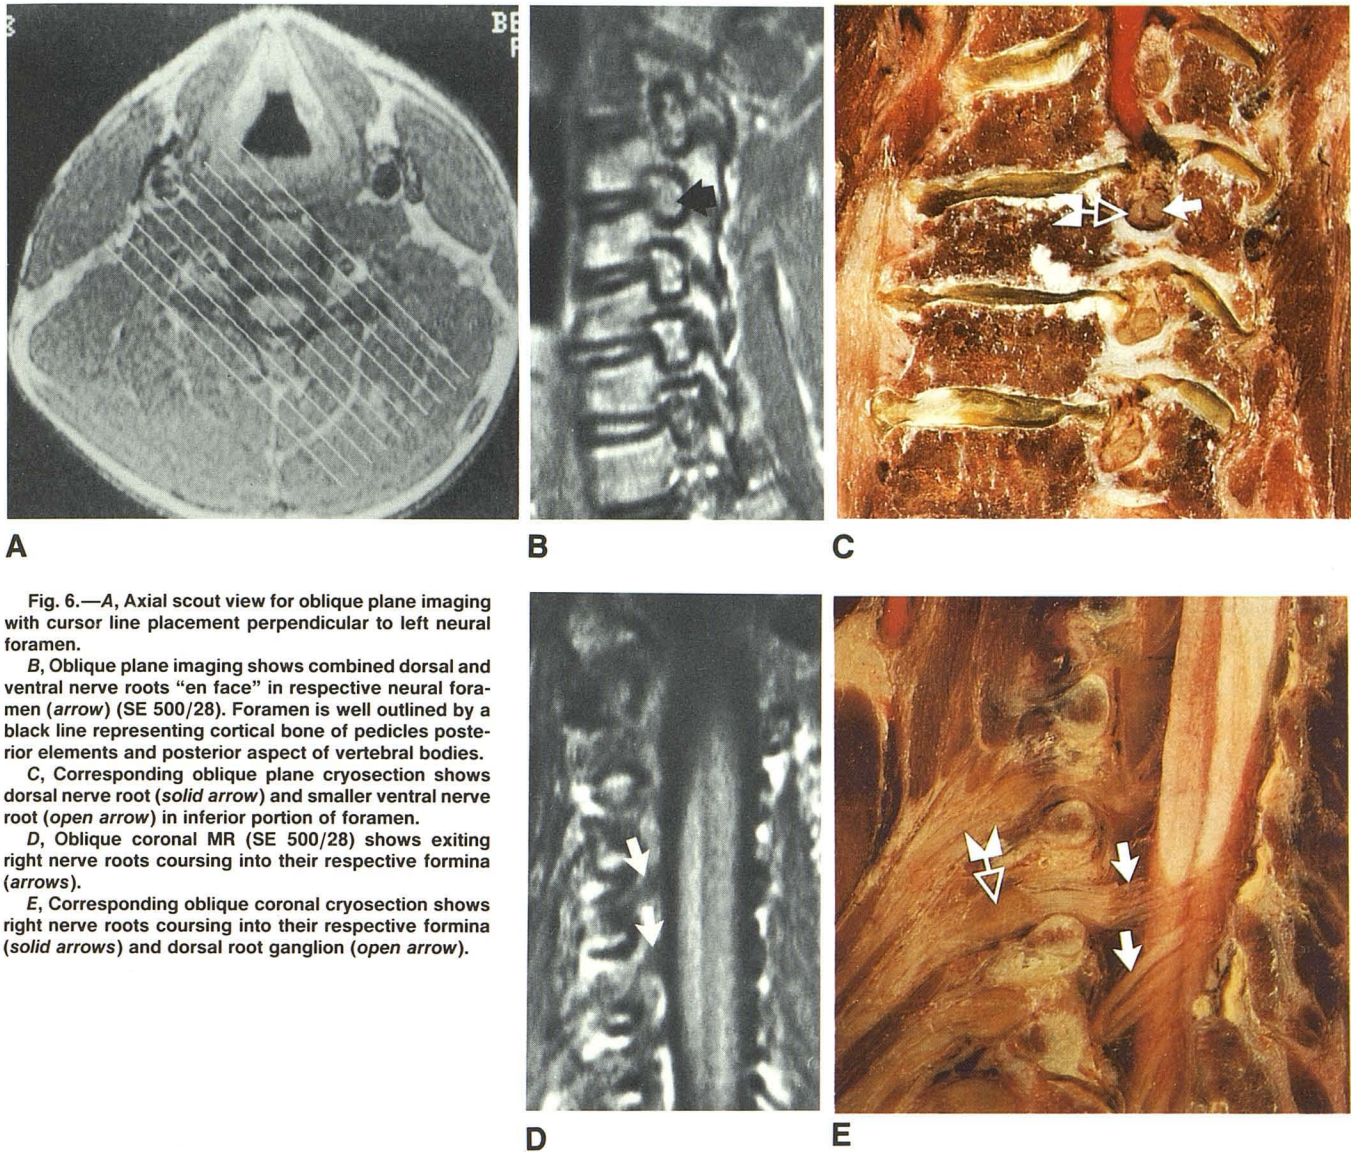 BE
A
B
C
Fig. 6.—A, Axial scout view for oblique plane imaging
with cursor line placement perpendicular to left neural
foramen.
B, Oblique plane imaging shows combined dorsal and
ventral nerve roots “en face” in respective neural fora-
men (arrow) (SE 500/28). Foramen is well outlined by a
black line representing cortical bone of pedicles poste-
rior elements and posterior aspect of vertebral bodies.
C, Corresponding oblique plane cryosection shows
dorsal nerve root (solid arrow) and smaller ventral nerve
root (open arrow) in inferior portion of foramen.
D, Oblique coronal MR (SE 500/28) shows exiting
right nerve roots coursing into their respective formina
(arrows).
E, Corresponding oblique coronal cryosection shows
right nerve roots coursing into their respective formina
(solid arrows) and dorsal root ganglion (open arrow).
D
E